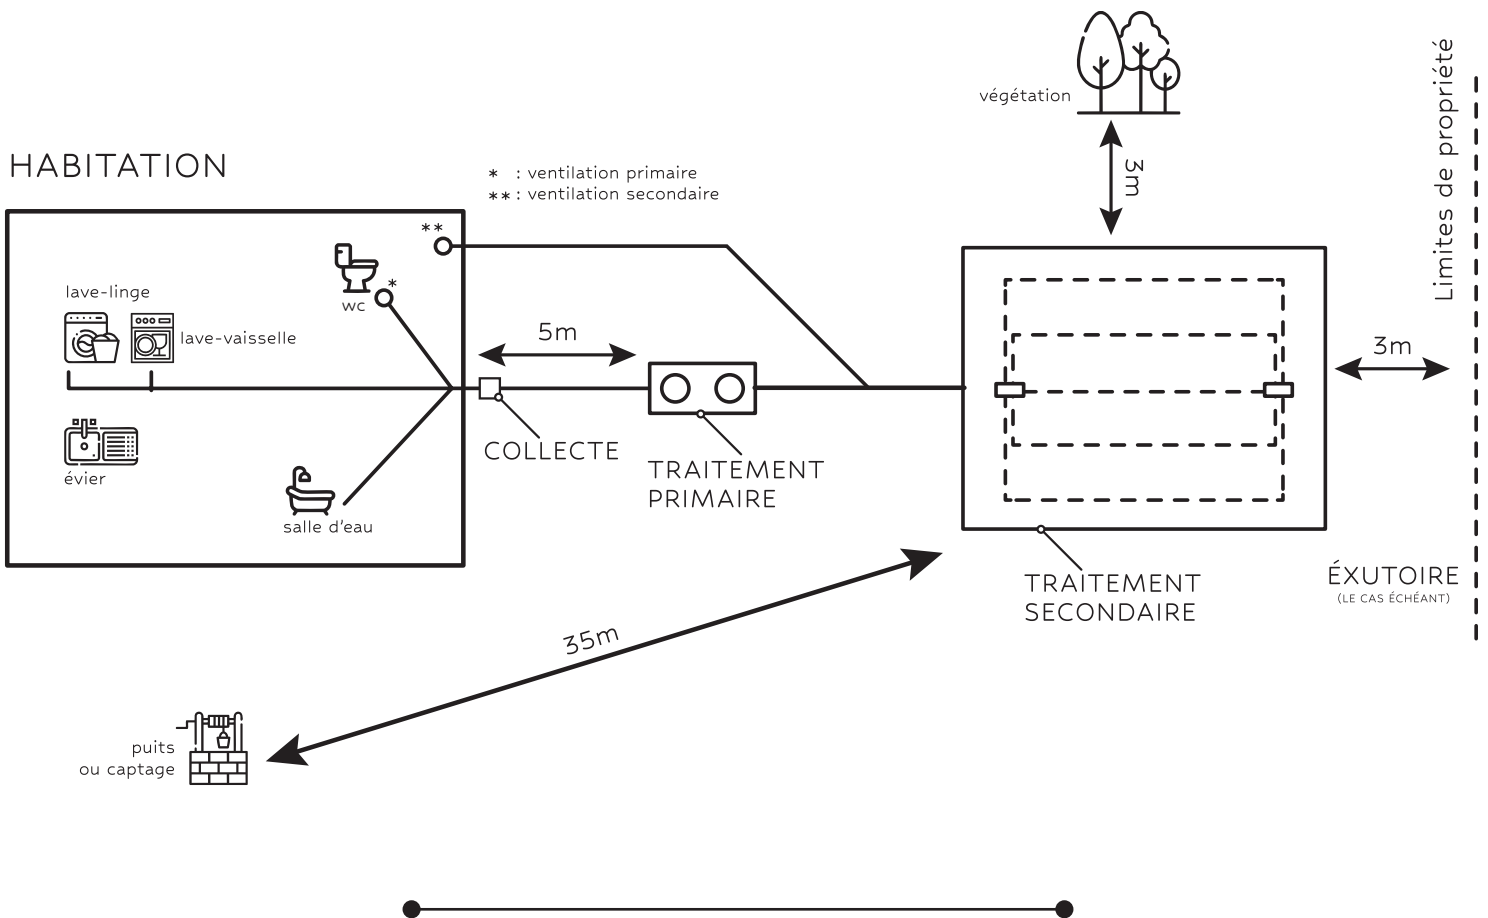 végétation
Limites de propriété
3m
HABITATION
* : ventilation primaire
** : ventilation secondaire
**
*
wc
lave-linge
lave-vaisselle
5m
3m
COLLECTE
TRAITEMENT
PRIMAIRE
évier
salle d'eau
TRAITEMENT
SECONDAIRE
ÉXUTOIRE
(LE CAS ÉCHÉANT)
35m
puits
ou captage